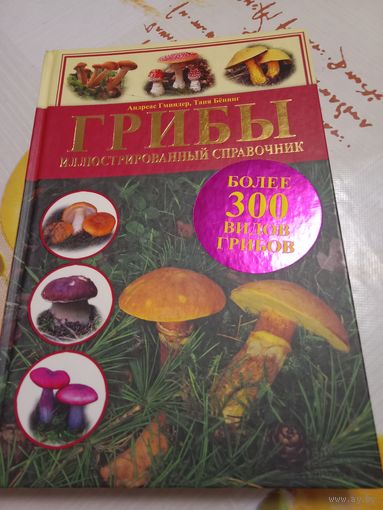 Андреас Гминдер, Таня Бёнинг
ГРИБЫ
ИЛЛЮСТРИРОВАННЫЙ СПРАВОЧНИК
БОЛЕЕ
300
ВИДОВ
ГРИБОВ